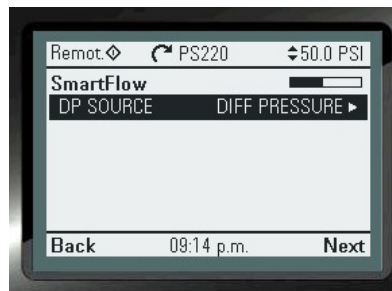 Remot. PS220 50.0 PSI
SmartFlow
DP SOURCE DIFF PRESSURE
Back 09:14 p.m. Next